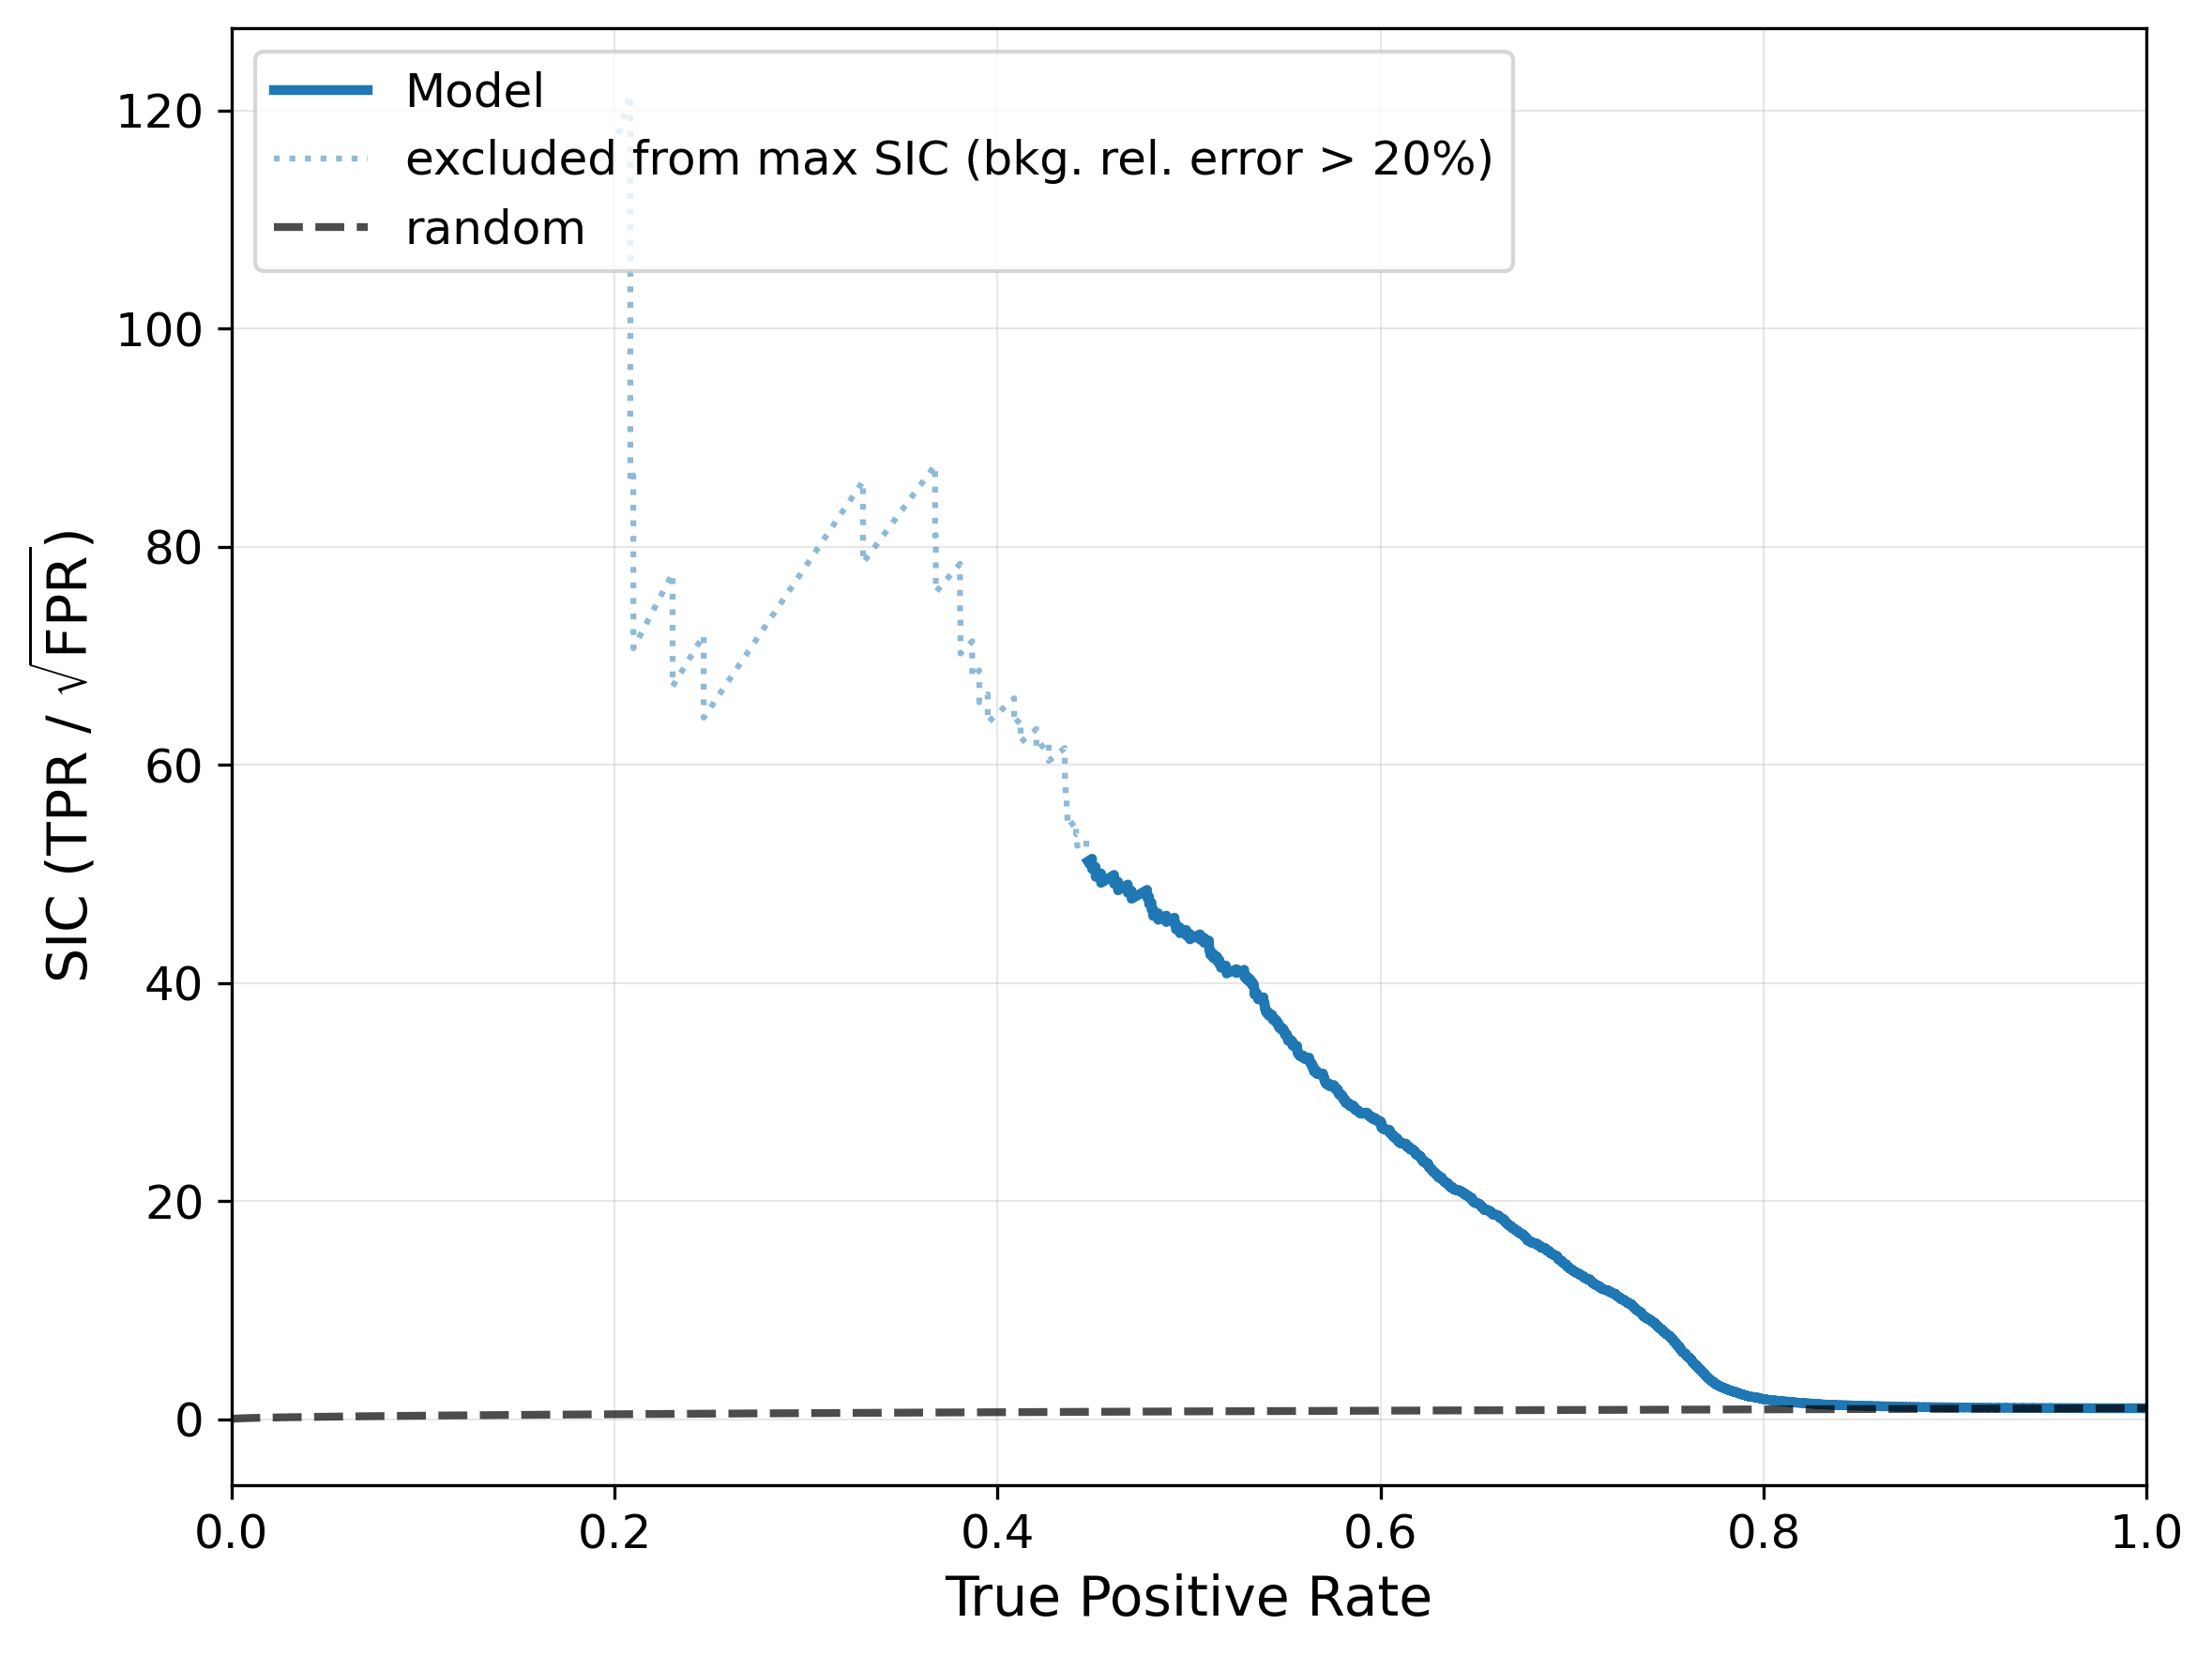 Model
excluded from max SIC (bkg. rel. error > 20%)
random
120
100
80
60
40
20
0
SIC (TPR / √FPR)
0.0 0.2 0.4 0.6 0.8 1.0
True Positive Rate